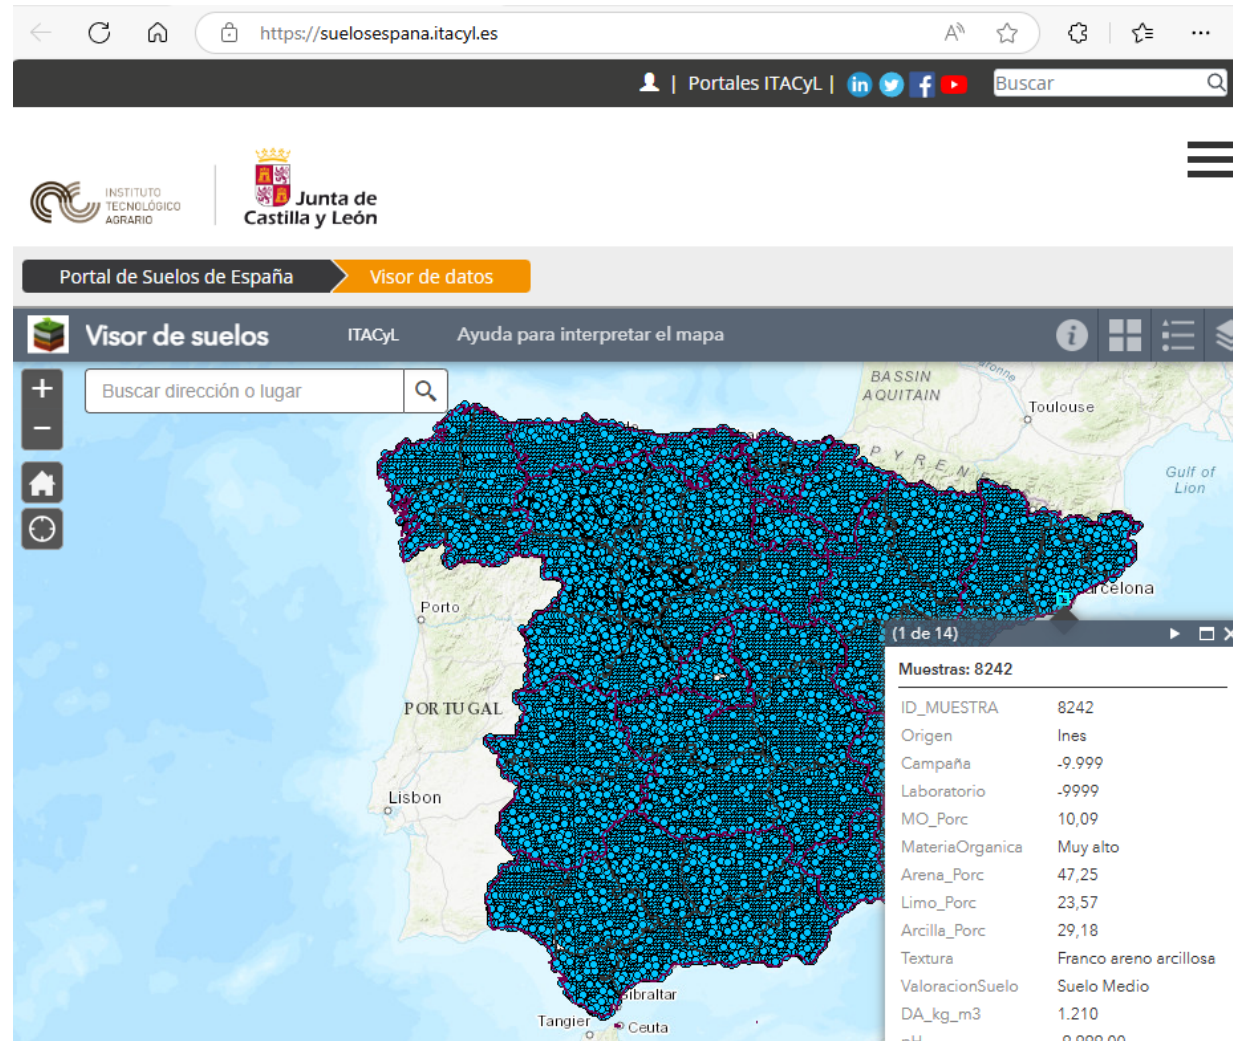 https://suelosespana.itacyl.es
| Portales ITACyL |
Buscar
INSTITUTO
TECNOLÓGICO
AGRARIO
Junta de
Castilla y León
Portal de Suelos de España
Visor de datos
Visor de suelos
ITACyL
Ayuda para interpretar el mapa
+
Buscar dirección o lugar
−
BASSIN
AQUITAIN
Toulouse
Gulf of
Lion
Porto
PORTUGAL
Lisbon
(1 de 14)
Muestras: 8242
ID_MUESTRA 8242
Origen Ines
Campaña -9.999
Laboratorio -9999
MO_Porc 10,09
MateriaOrganica Muy alto
Arena_Porc 47,25
Limo_Porc 23,57
Arcilla_Porc 29,18
Textura Franco areno arcillosa
ValoracionSuelo Suelo Medio
DA_kg_m3 1.210
Tangier
Ceuta